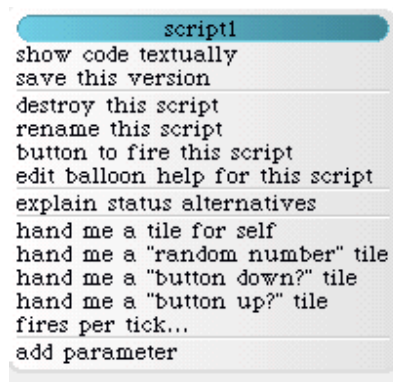 script1
show code textually
save this version
destroy this script
rename this script
button to fire this script
edit balloon help for this script
explain status alternatives
hand me a tile for self
hand me a "random number" tile
hand me a "button down?" tile
hand me a "button up?" tile
fires per tick...
add parameter